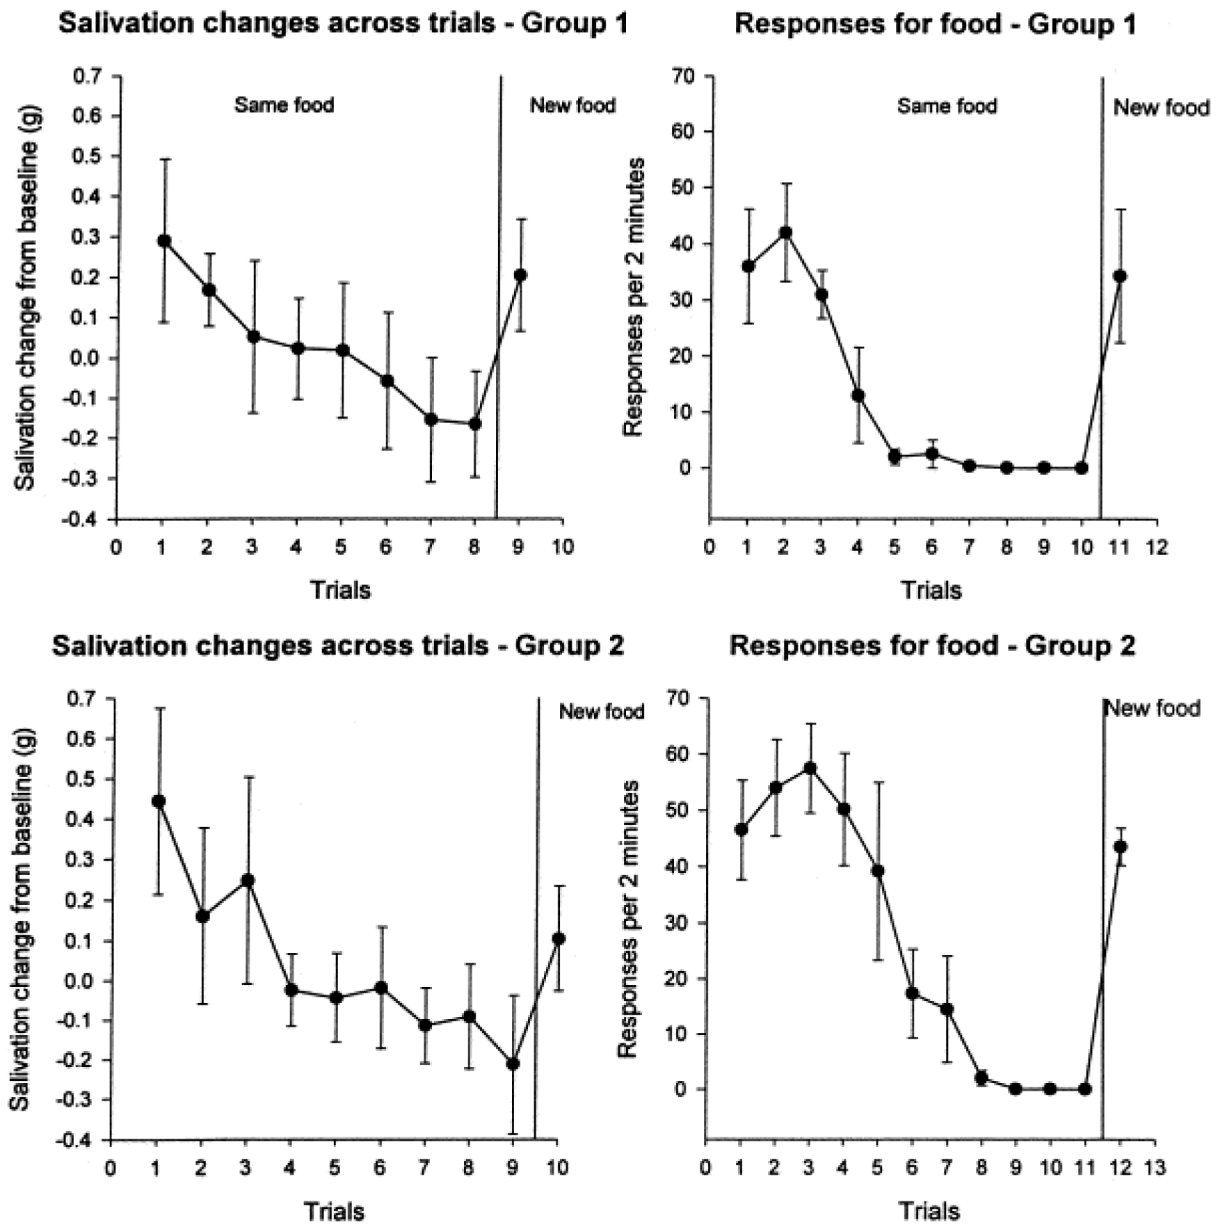 Salivation changes across trials - Group 1
Salivation change from baseline (g)
0.7
0.6
0.5
0.4
0.3
0.2
0.1
0.0
-0.1
-0.2
-0.3
-0.4
Same food
New food
0 1 2 3 4 5 6 7 8 9 10
Trials
Responses for food - Group 1
Responses per 2 minutes
70
60
50
40
30
20
10
0
Same food
New food
0 1 2 3 4 5 6 7 8 9 10 11 12
Trials
Salivation changes across trials - Group 2
Salivation change from baseline (g)
0.7
0.6
0.5
0.4
0.3
0.2
0.1
0.0
-0.1
-0.2
-0.3
-0.4
New food
0 1 2 3 4 5 6 7 8 9 10
Trials
Responses for food - Group 2
Responses per 2 minutes
70
60
50
40
30
20
10
0
New food
0 1 2 3 4 5 6 7 8 9 10 11 12 13
Trials